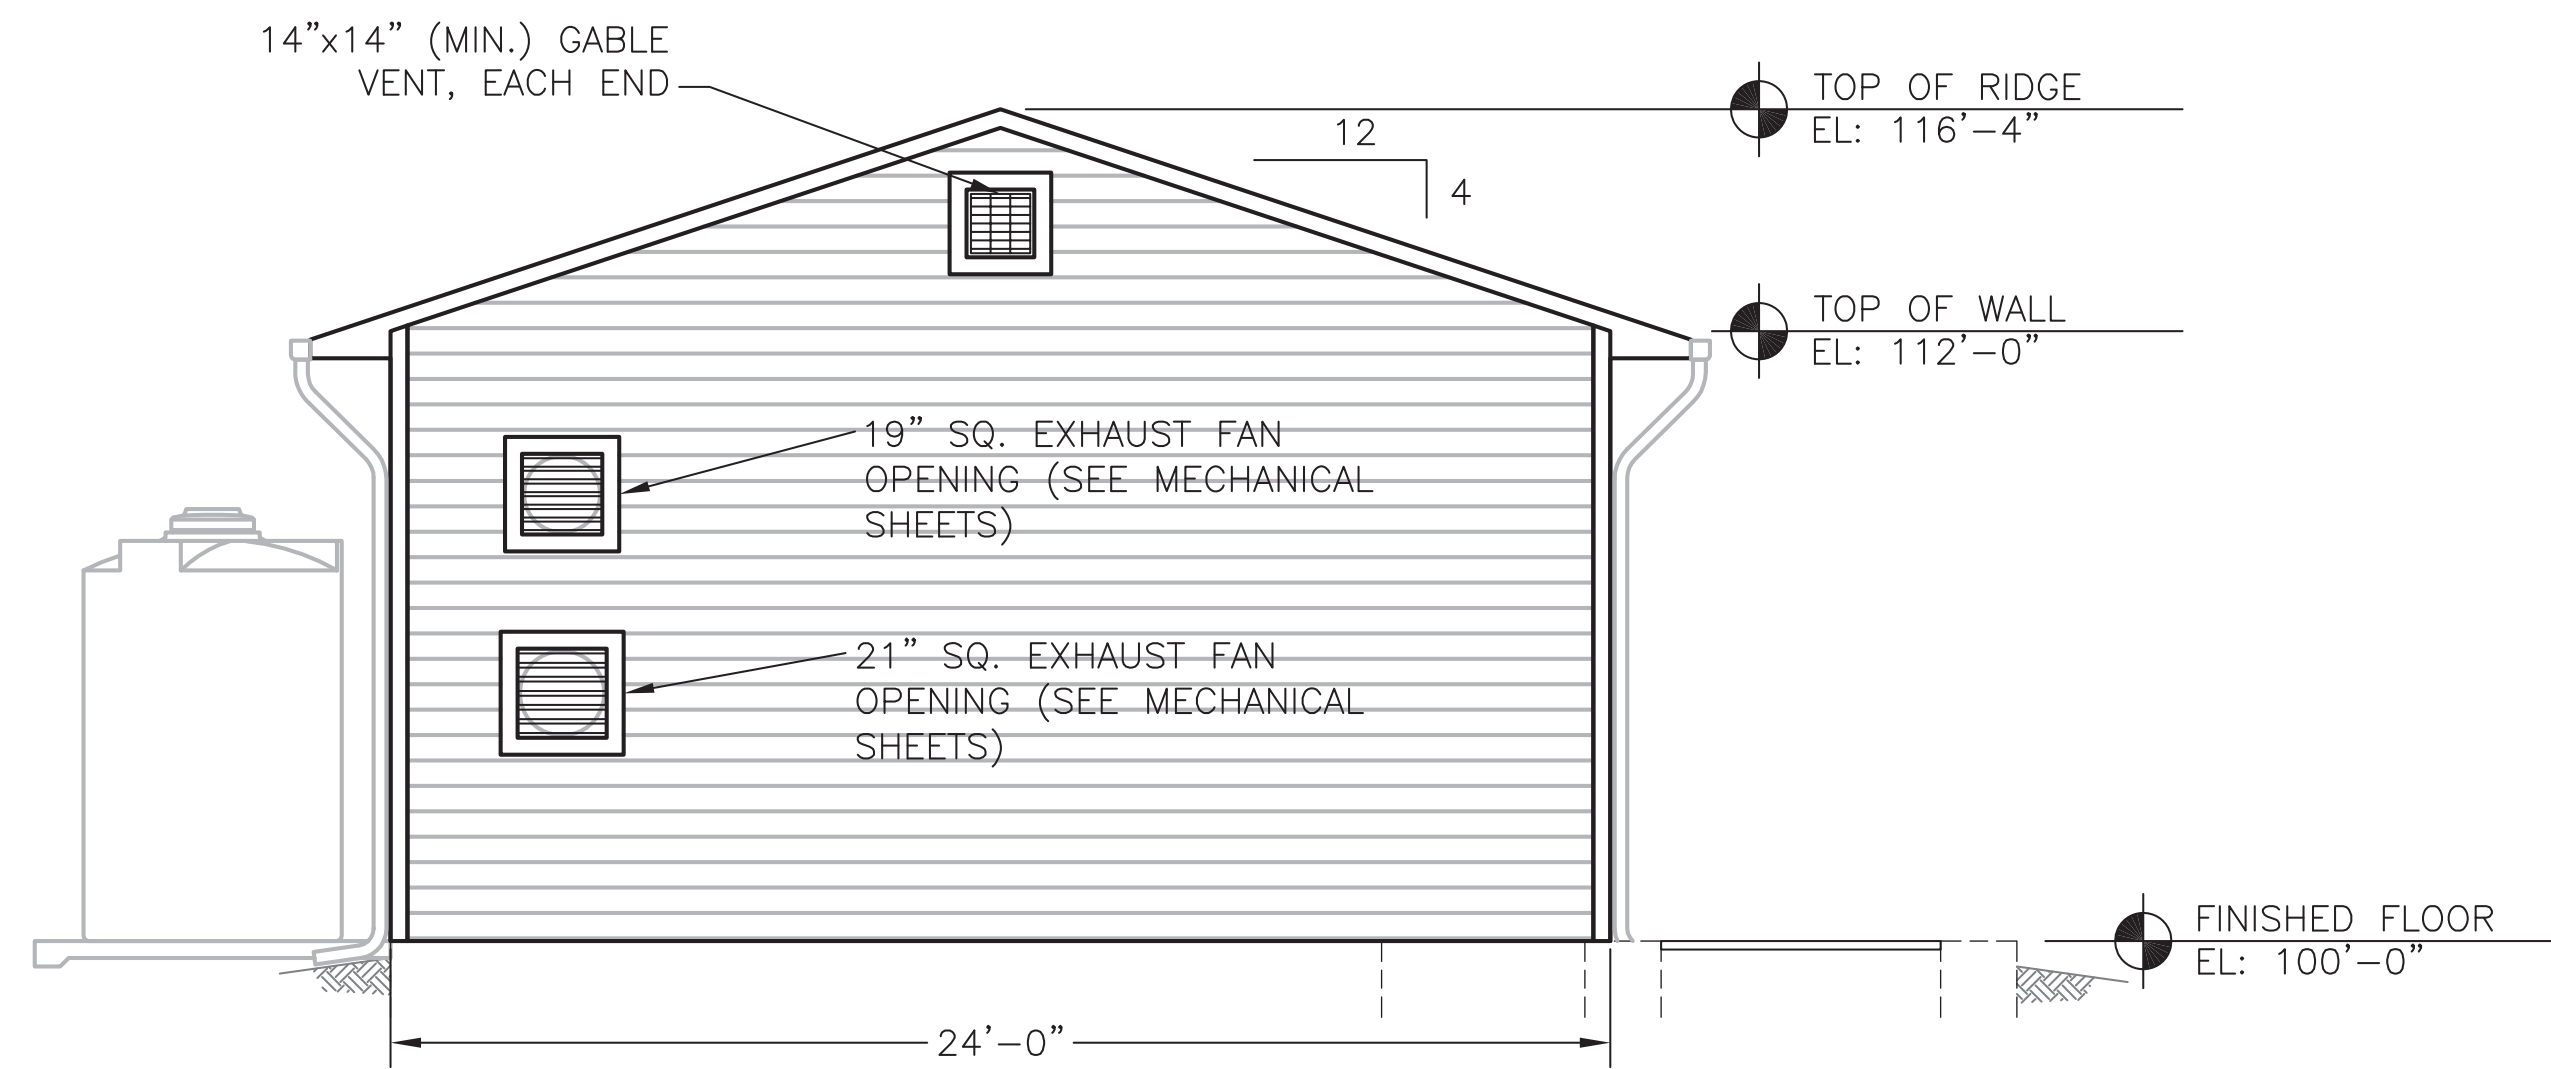 14”x14” (MIN.) GABLE
VENT, EACH END
TOP OF RIDGE
EL: 116’–4”
12
4
TOP OF WALL
EL: 112’–0”
19” SQ. EXHAUST FAN
OPENING (SEE MECHANICAL
SHEETS)
21” SQ. EXHAUST FAN
OPENING (SEE MECHANICAL
SHEETS)
FINISHED FLOOR
EL: 100’–0”
24’–0”